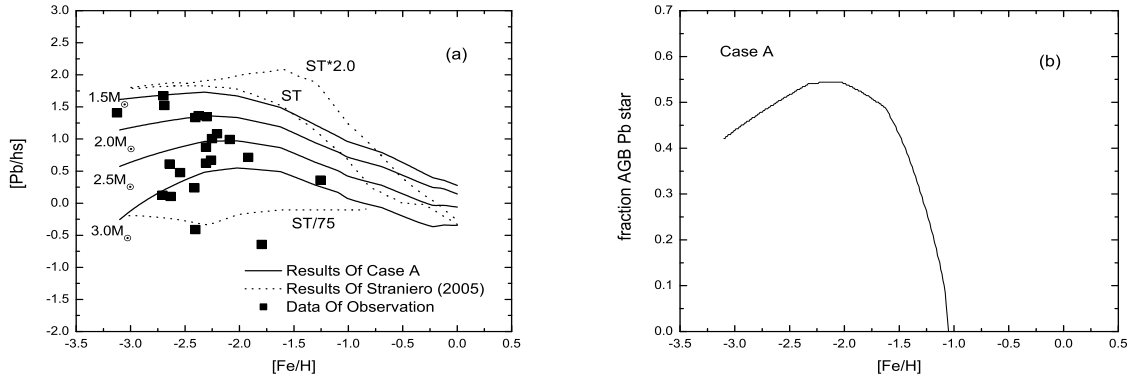 (a)
ST*2.0
ST
1.5M⊙
2.0M⊙
2.5M⊙
3.0M⊙
ST/75
Results Of Case A
Results Of Straniero (2005)
Data Of Observation
[Pb/hs]
3.0
2.5
2.0
1.5
1.0
0.5
0.0
-0.5
-1.0
-1.5
-2.0
-3.5 -3.0 -2.5 -2.0 -1.5 -1.0 -0.5 0.0 0.5
[Fe/H]
Case A
(b)
fraction AGB Pb star
0.7
0.6
0.5
0.4
0.3
0.2
0.1
0.0
-3.5 -3.0 -2.5 -2.0 -1.5 -1.0 -0.5 0.0 0.5
[Fe/H]